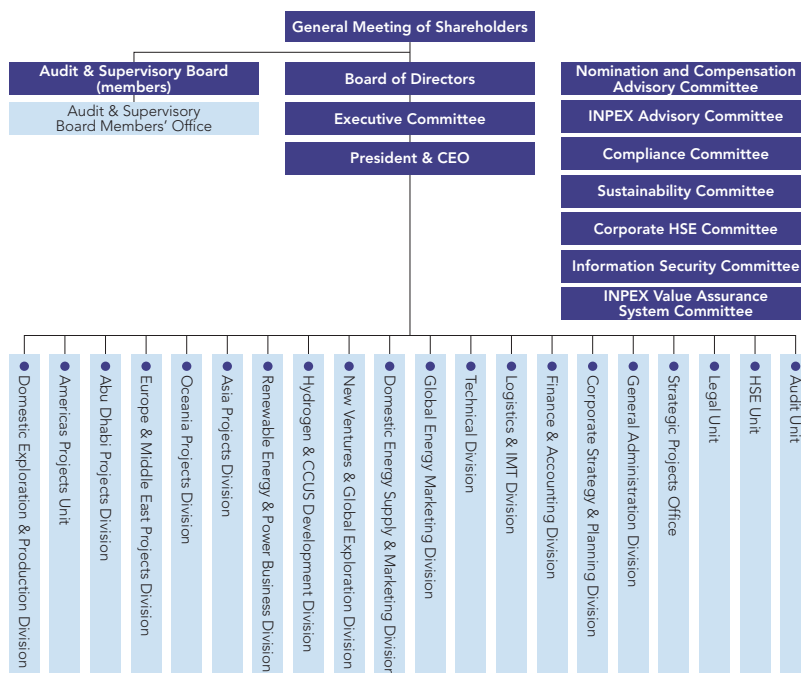 General Meeting of Shareholders
Audit & Supervisory Board
(members)
Audit & Supervisory
Board Members’ Office
Board of Directors
Executive Committee
President & CEO
Nomination and Compensation
Advisory Committee
INPEX Advisory Committee
Compliance Committee
Sustainability Committee
Corporate HSE Committee
Information Security Committee
INPEX Value Assurance
System Committee
Domestic Exploration & Production Division
Americas Projects Unit
Abu Dhabi Projects Division
Europe & Middle East Projects Division
Oceania Projects Division
Asia Projects Division
Renewable Energy & Power Business Division
Hydrogen & CCUS Development Division
New Ventures & Global Exploration Division
Domestic Energy Supply & Marketing Division
Global Energy Marketing Division
Technical Division
Logistics & IMT Division
Finance & Accounting Division
Corporate Strategy & Planning Division
General Administration Division
Strategic Projects Office
Legal Unit
HSE Unit
Audit Unit